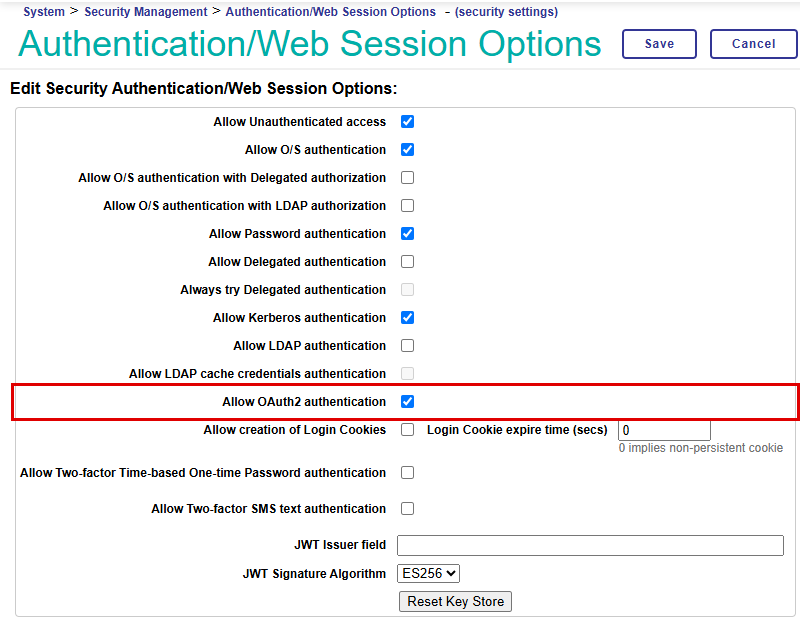 System > Security Management > Authentication/Web Session Options - (security settings)
Authentication/Web Session Options
Save
Cancel
Edit Security Authentication/Web Session Options:
Allow Unauthenticated access
Allow O/S authentication
Allow O/S authentication with Delegated authorization
Allow O/S authentication with LDAP authorization
Allow Password authentication
Allow Delegated authentication
Always try Delegated authentication
Allow Kerberos authentication
Allow LDAP authentication
Allow LDAP cache credentials authentication
Allow OAuth2 authentication
Allow creation of Login Cookies Login Cookie expire time (secs) 0
0 implies non-persistent cookie
Allow Two-factor Time-based One-time Password authentication
Allow Two-factor SMS text authentication
JWT Issuer field
JWT Signature Algorithm ES256
Reset Key Store